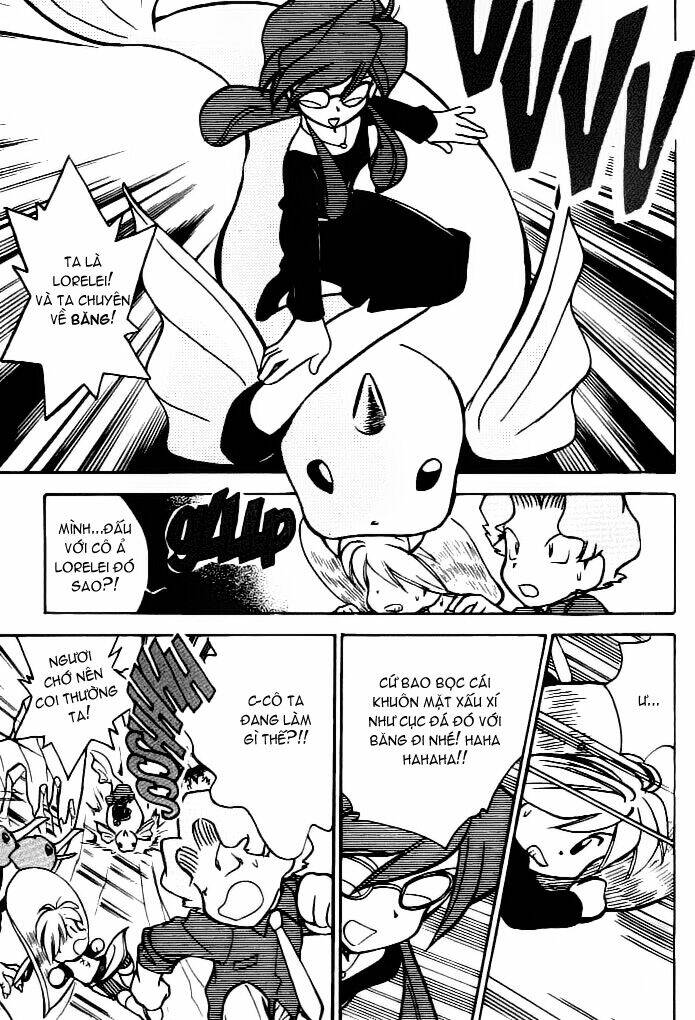 VVVVV
TA LÀ
LORELEI!
VÀ TA CHUYÊN
VỀ BĂNG!
MÌNH...ĐẤU
VỚI CÔ Ả
LORELEI ĐÓ
SAO?!
Ư...
CỨ BAO BỌC CÁI
KHUÔN MẶT XẤU XÍ
NHƯ CỤC ĐÁ ĐÓ VỚI
BĂNG ĐI NHÉ! HAHA
HAHAHA!!
C-CÔ TA
ĐANG LÀM
GÌ THẾ?!!
NGƯƠI
CHỚ NÊN
COI THƯỜNG
TA!